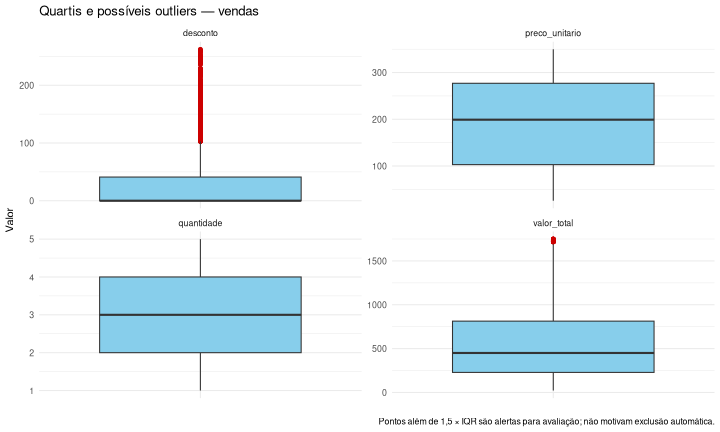 Quartis e possíveis outliers — vendas
desconto
preco_unitario
200
100
0
300
200
100
Valor
quantidade
valor_total
5
4
3
2
1
1500
1000
500
0
Pontos além de 1,5 × IQR são alertas para avaliação; não motivam exclusão automática.